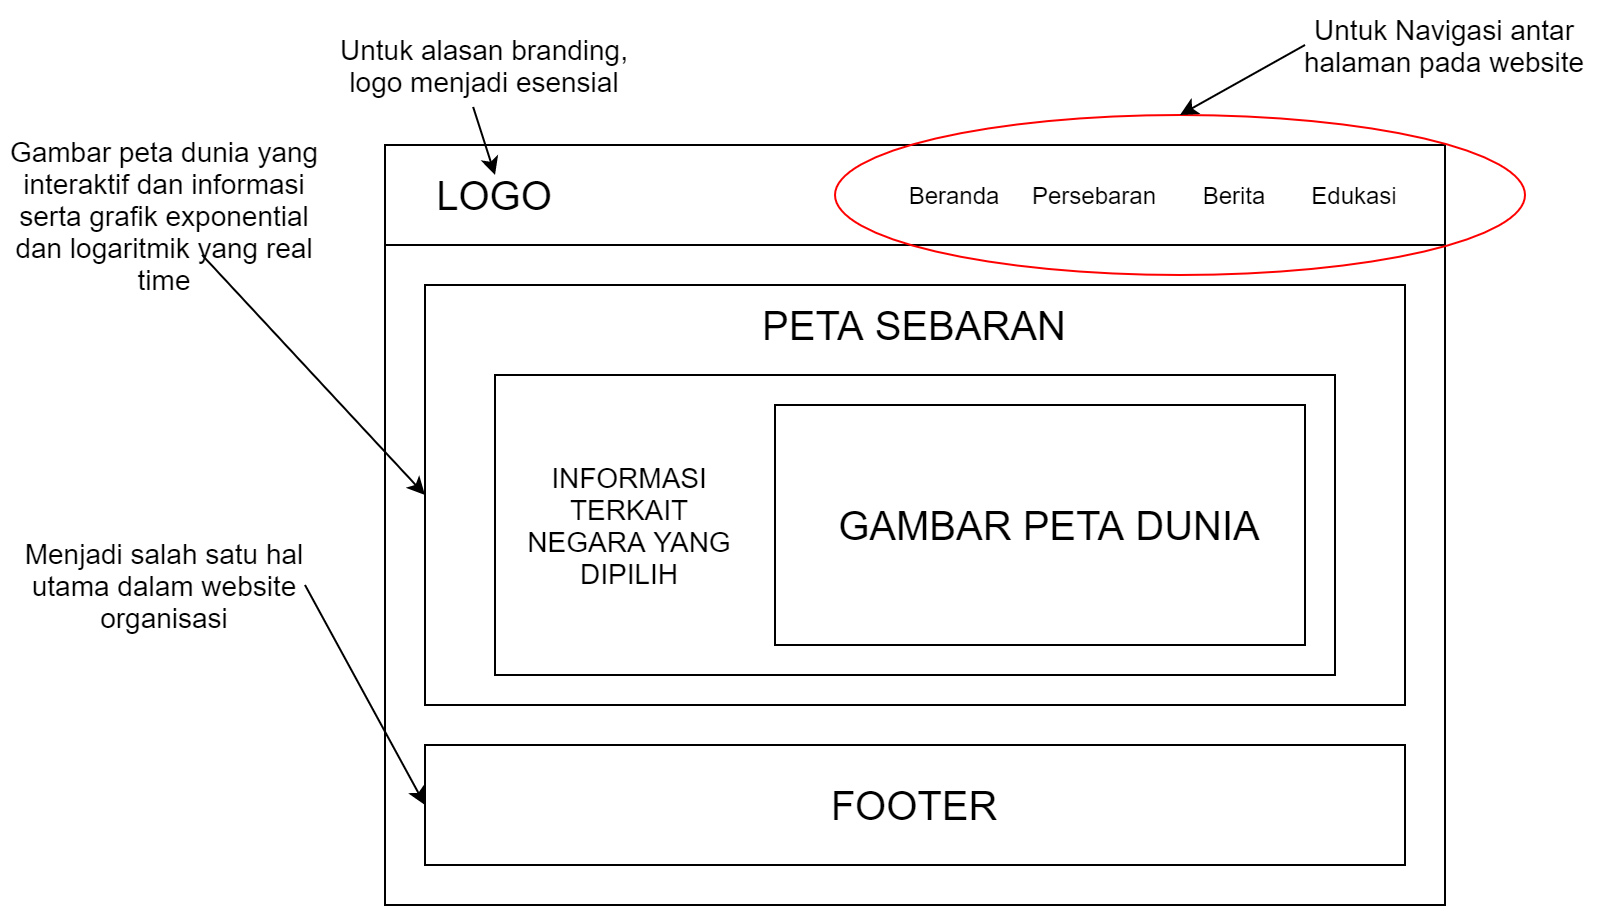 Untuk Navigasi antar
halaman pada website
Untuk alasan branding,
logo menjadi esensial
Gambar peta dunia yang
interaktif dan informasi
serta grafik exponential
dan logaritmik yang real
time
LOGO
Beranda Persebaran Berita Edukasi
PETA SEBARAN
INFORMASI
TERKAIT
NEGARA YANG
DIPILIH
GAMBAR PETA DUNIA
Menjadi salah satu hal
utama dalam website
organisasi
FOOTER